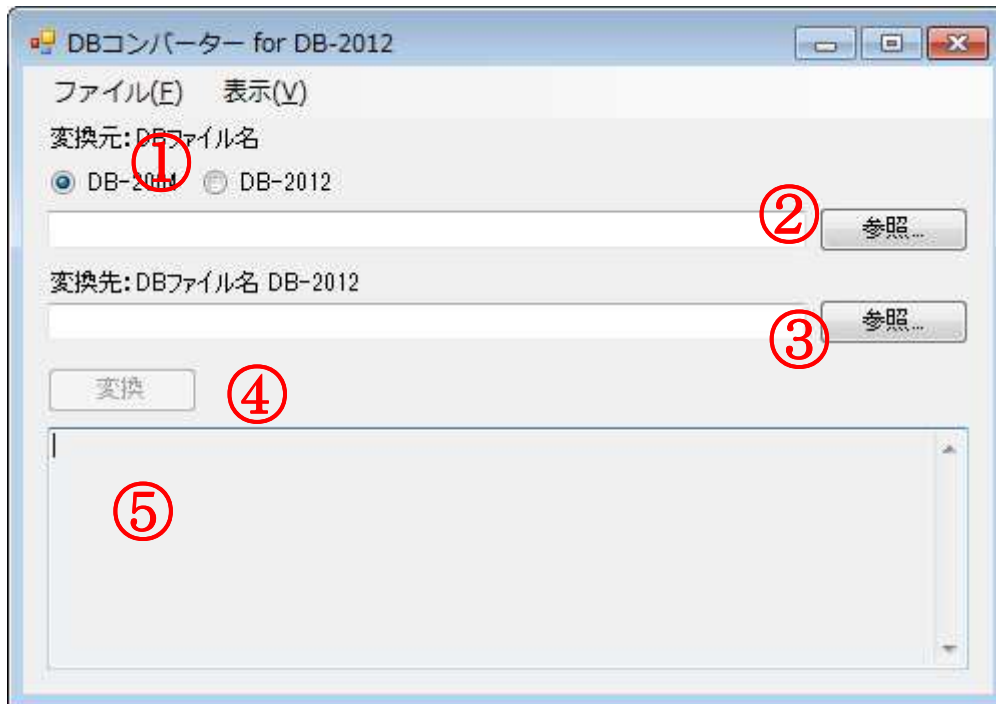 DBコンバーター for DB-2012
ファイル(F) 表示(V)
変換元:DBファイル名
①
DB-2004 DB-2012
② 参照...
変換先:DBファイル名 DB-2012
③ 参照...
変換 ④
⑤